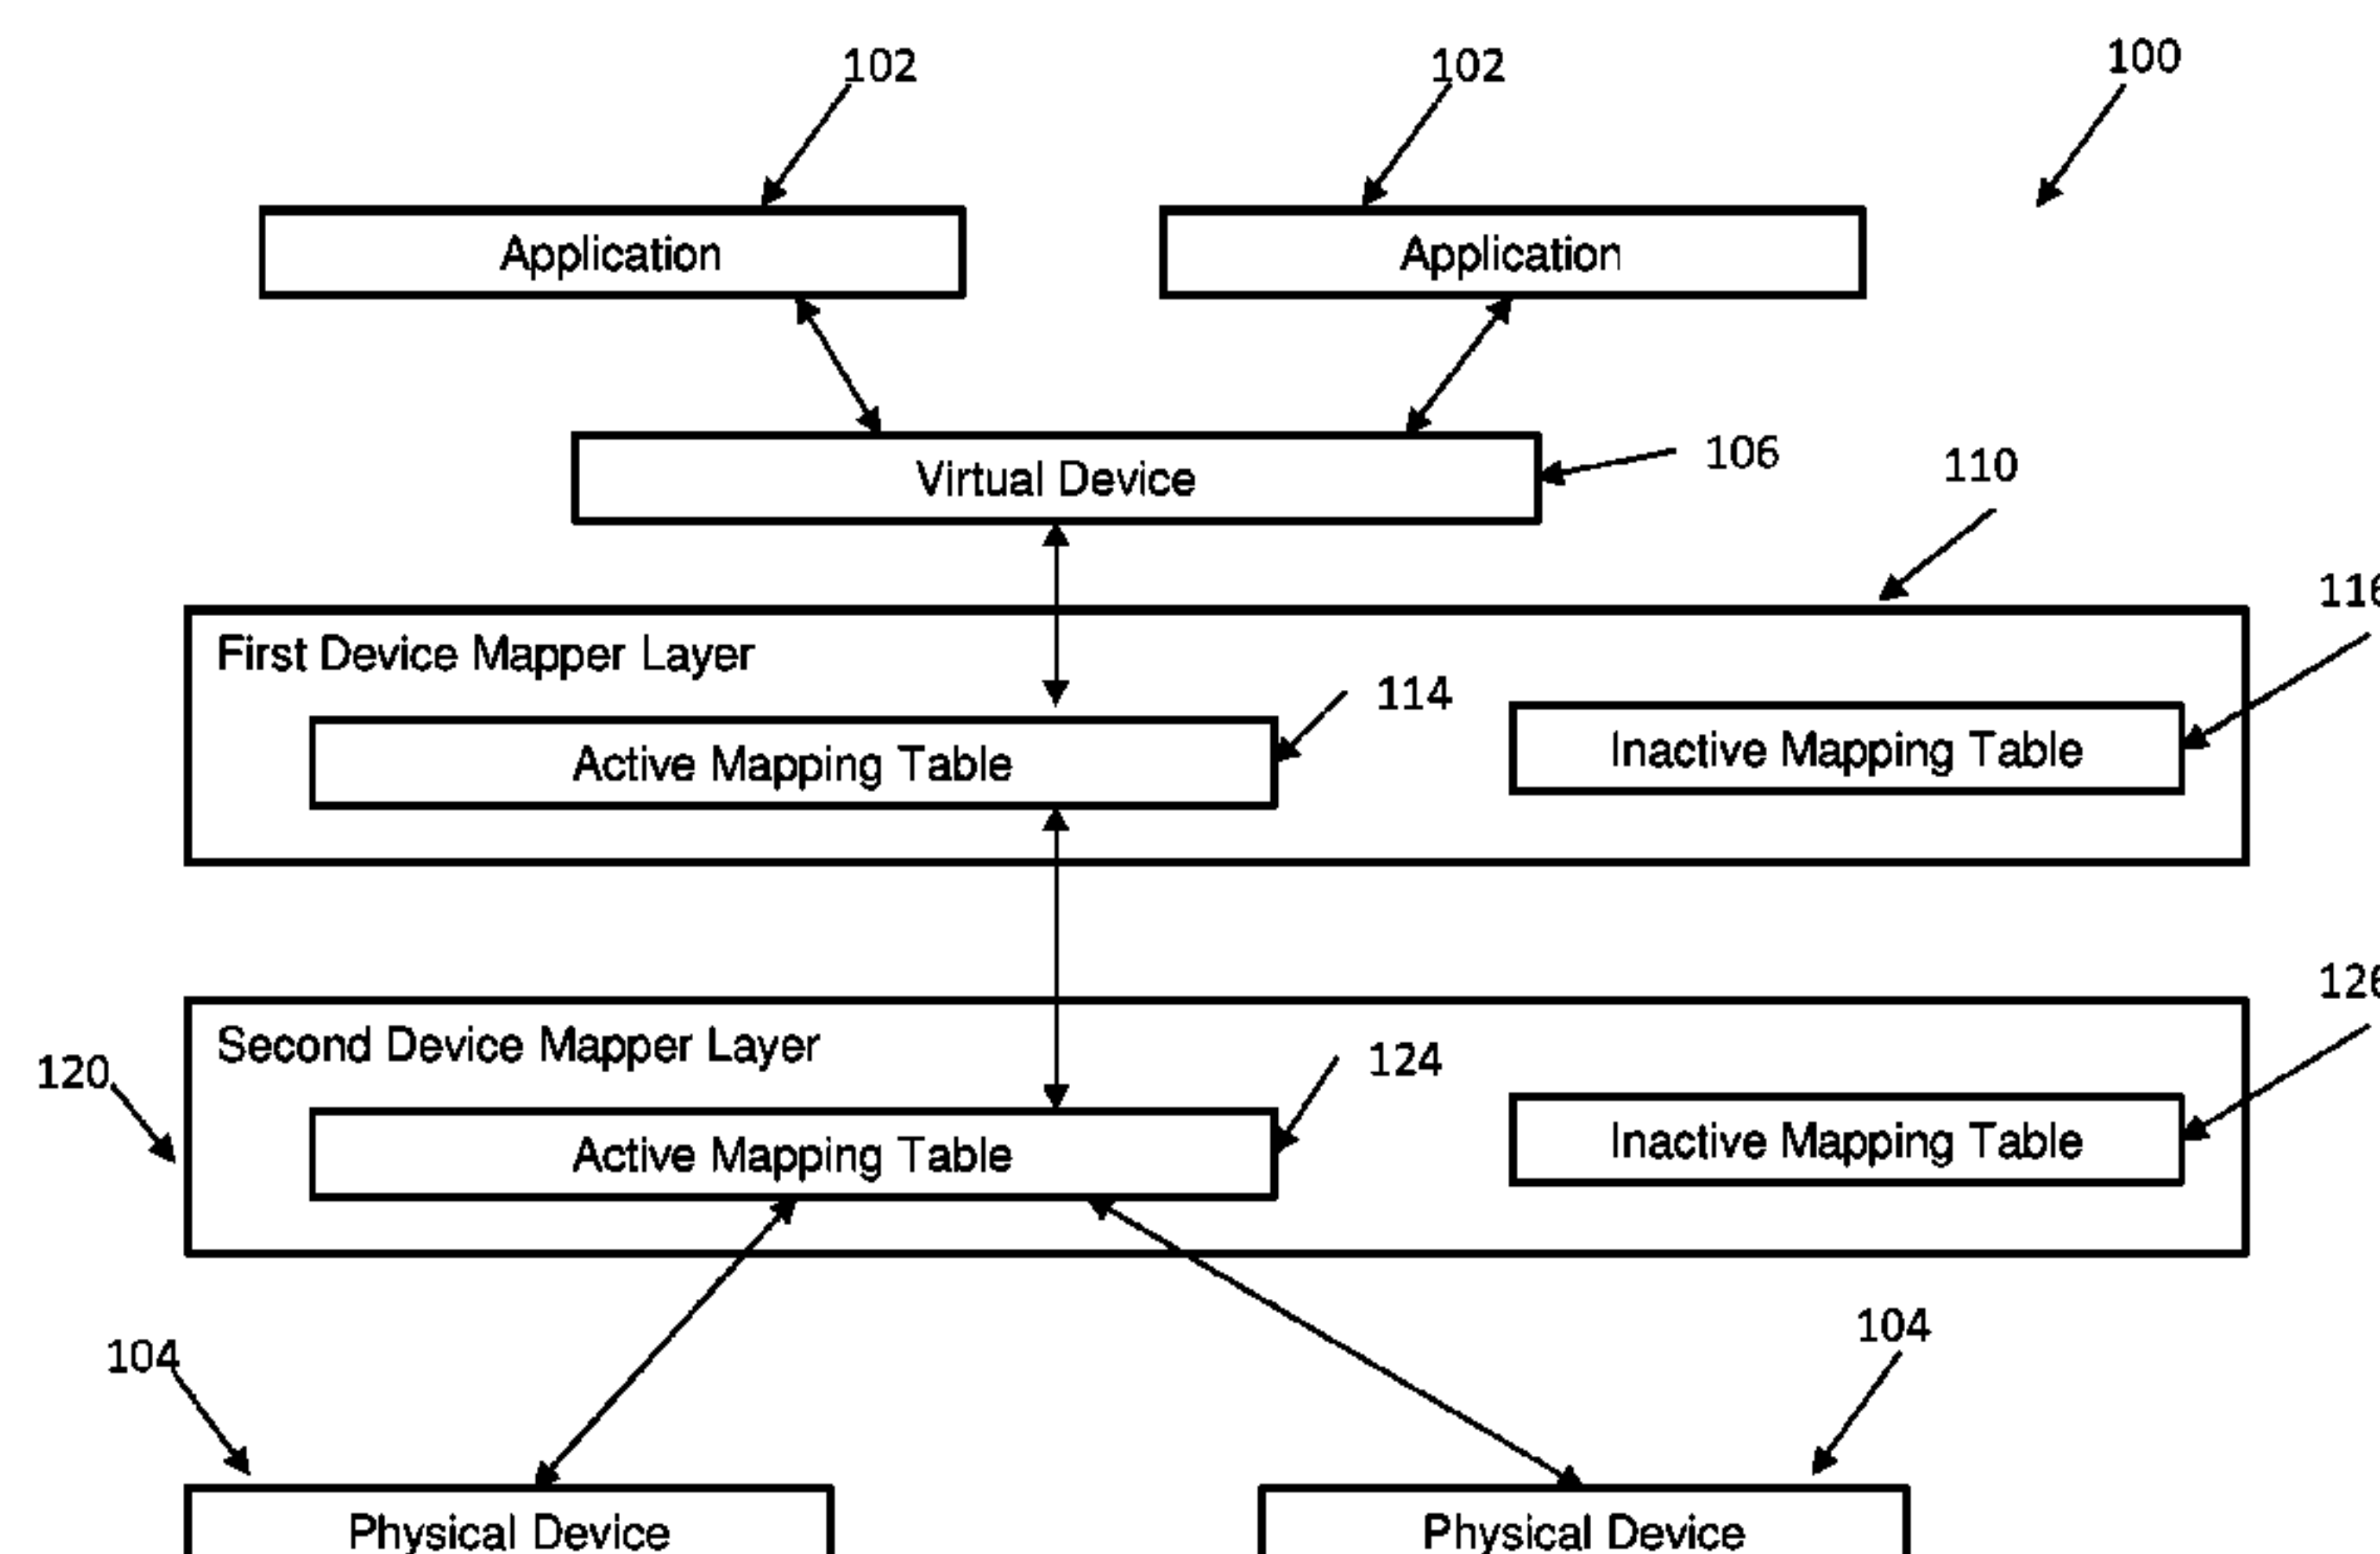 102
102
100
Application
Application
Virtual Device
106
110
116
First Device Mapper Layer
114
Active Mapping Table
Inactive Mapping Table
126
Second Device Mapper Layer
120
124
Active Mapping Table
Inactive Mapping Table
104
104
Physical Device
Physical Device